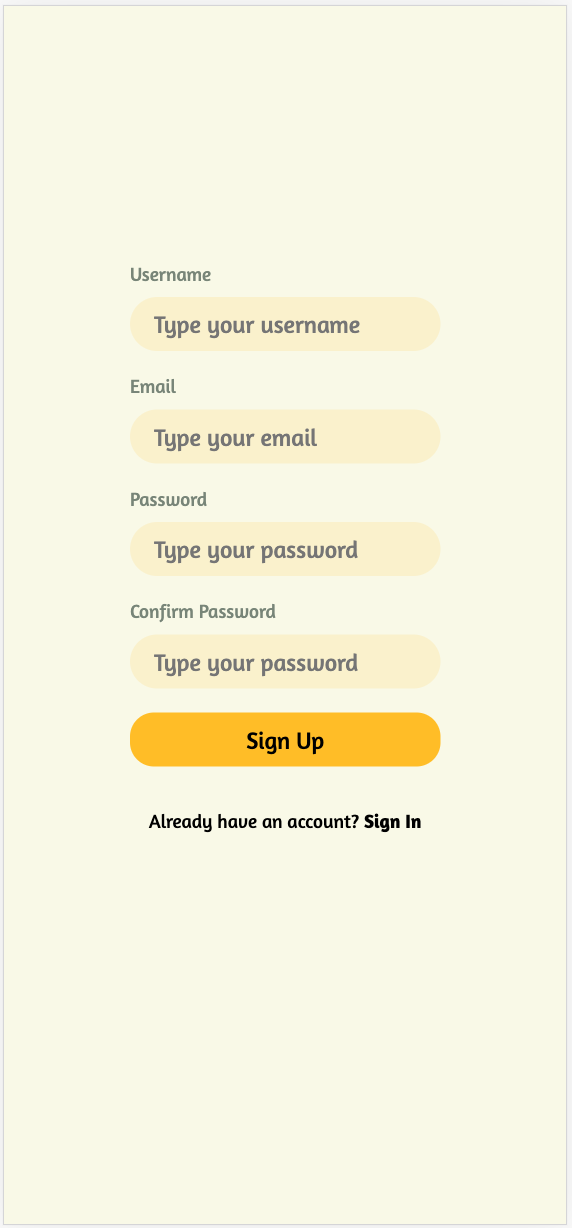 Username
Type your username
Email
Type your email
Password
Type your password
Confirm Password
Type your password
Sign Up
Already have an account? Sign In